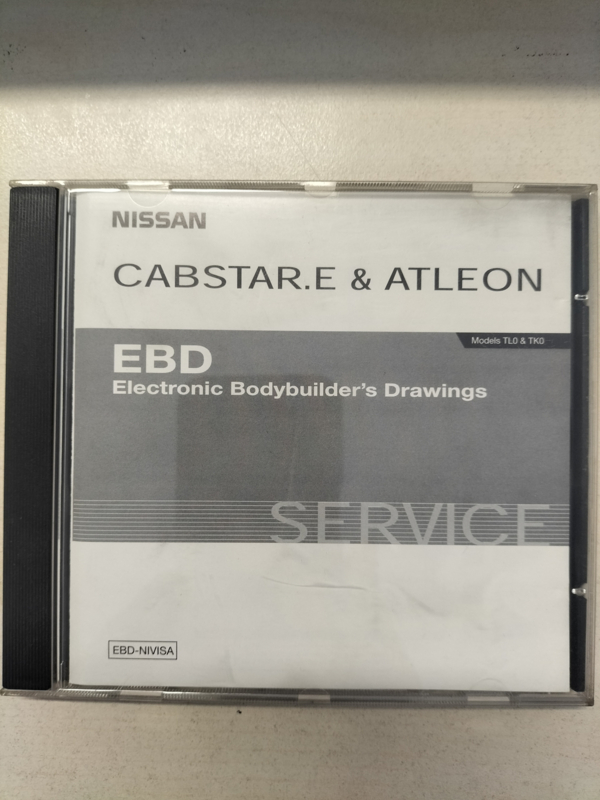 NISSAN
CABSTAR.E & ATLEON
Models TL0 & TK0
EBD
Electronic Bodybuilder's Drawings
SERVICE
EBD-NIVISA